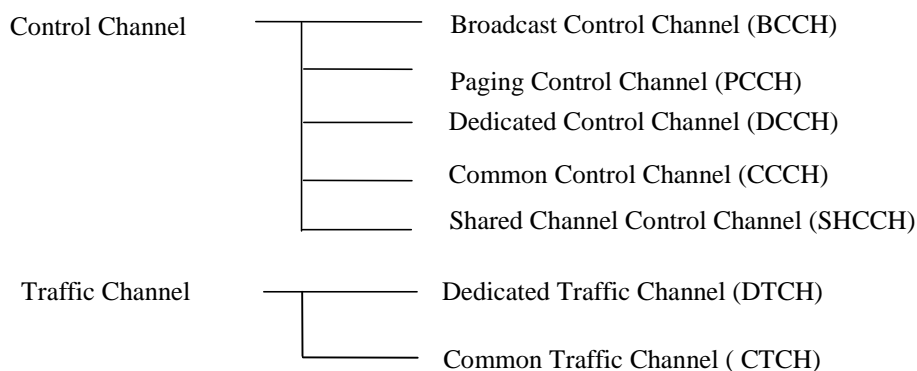 Control Channel Broadcast Control Channel (BCCH)
Paging Control Channel (PCCH)
Dedicated Control Channel (DCCH)
Common Control Channel (CCCH)
Shared Channel Control Channel (SHCCH)
Traffic Channel Dedicated Traffic Channel (DTCH)
Common Traffic Channel ( CTCH)